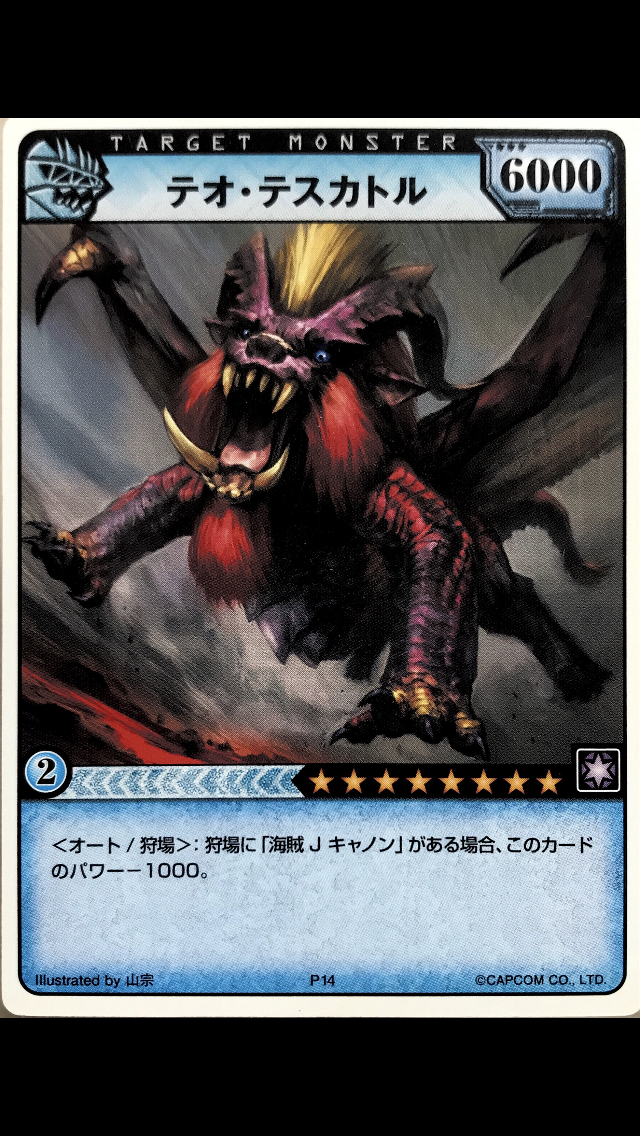 TARGET MONSTER
テオ・テスカトル
6000
2
＜オート / 狩場＞：狩場に「海賊 J キャノン」がある場合、このカード
のパワー－1000。
Illustrated by 山宗
P14
©CAPCOM CO., LTD.